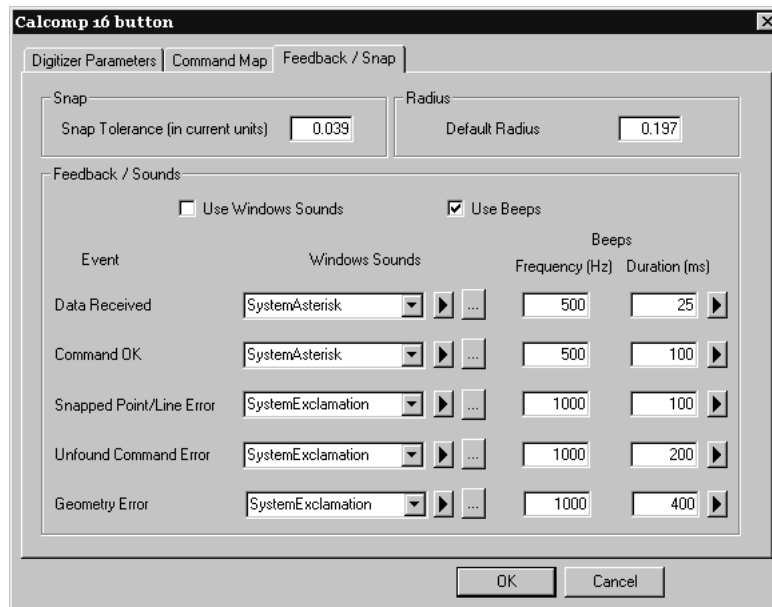 Calcomp 16 button
Digitizer Parameters Command Map Feedback / Snap
Snap Radius
Snap Tolerance (in current units) 0.039 Default Radius 0.197
Feedback / Sounds
Use Windows Sounds Use Beeps
Beeps
Event Windows Sounds Frequency (Hz) Duration (ms)
Data Received SystemAsterisk ... 500 25
Command OK SystemAsterisk ... 500 100
Snapped Point/Line Error SystemExclamation ... 1000 100
Unfound Command Error SystemExclamation ... 1000 200
Geometry Error SystemExclamation ... 1000 400
OK Cancel